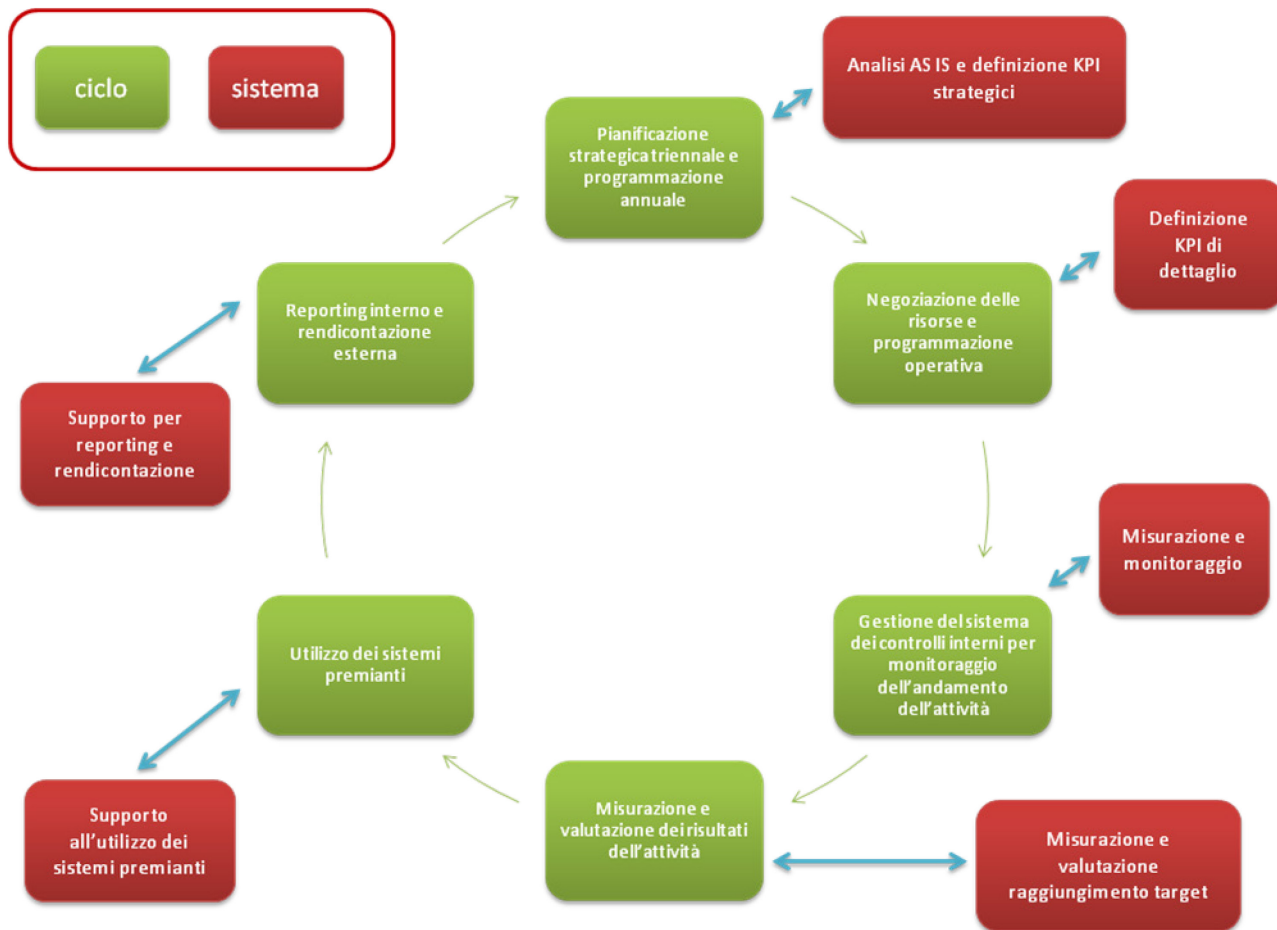 ciclo
sistema
Analisi AS IS e definizione KPI
strategici
Pianificazione
strategica triennale e
programmazione
annuale
Definizione
KPI di
dettaglio
Negoziazione delle
risorse e
programmazione
operativa
Reporting interno e
rendicontazione
esterna
Supporto per
reporting e
rendicontazione
Misurazione e
monitoraggio
Gestione del sistema
dei controlli interni per
monitoraggio
dell'andamento
dell'attività
Utilizzo dei sistemi
premianti
Misurazione e
valutazione dei risultati
dell'attività
Supporto
all'utilizzo dei
sistemi premianti
Misurazione e
valutazione
raggiungimento target